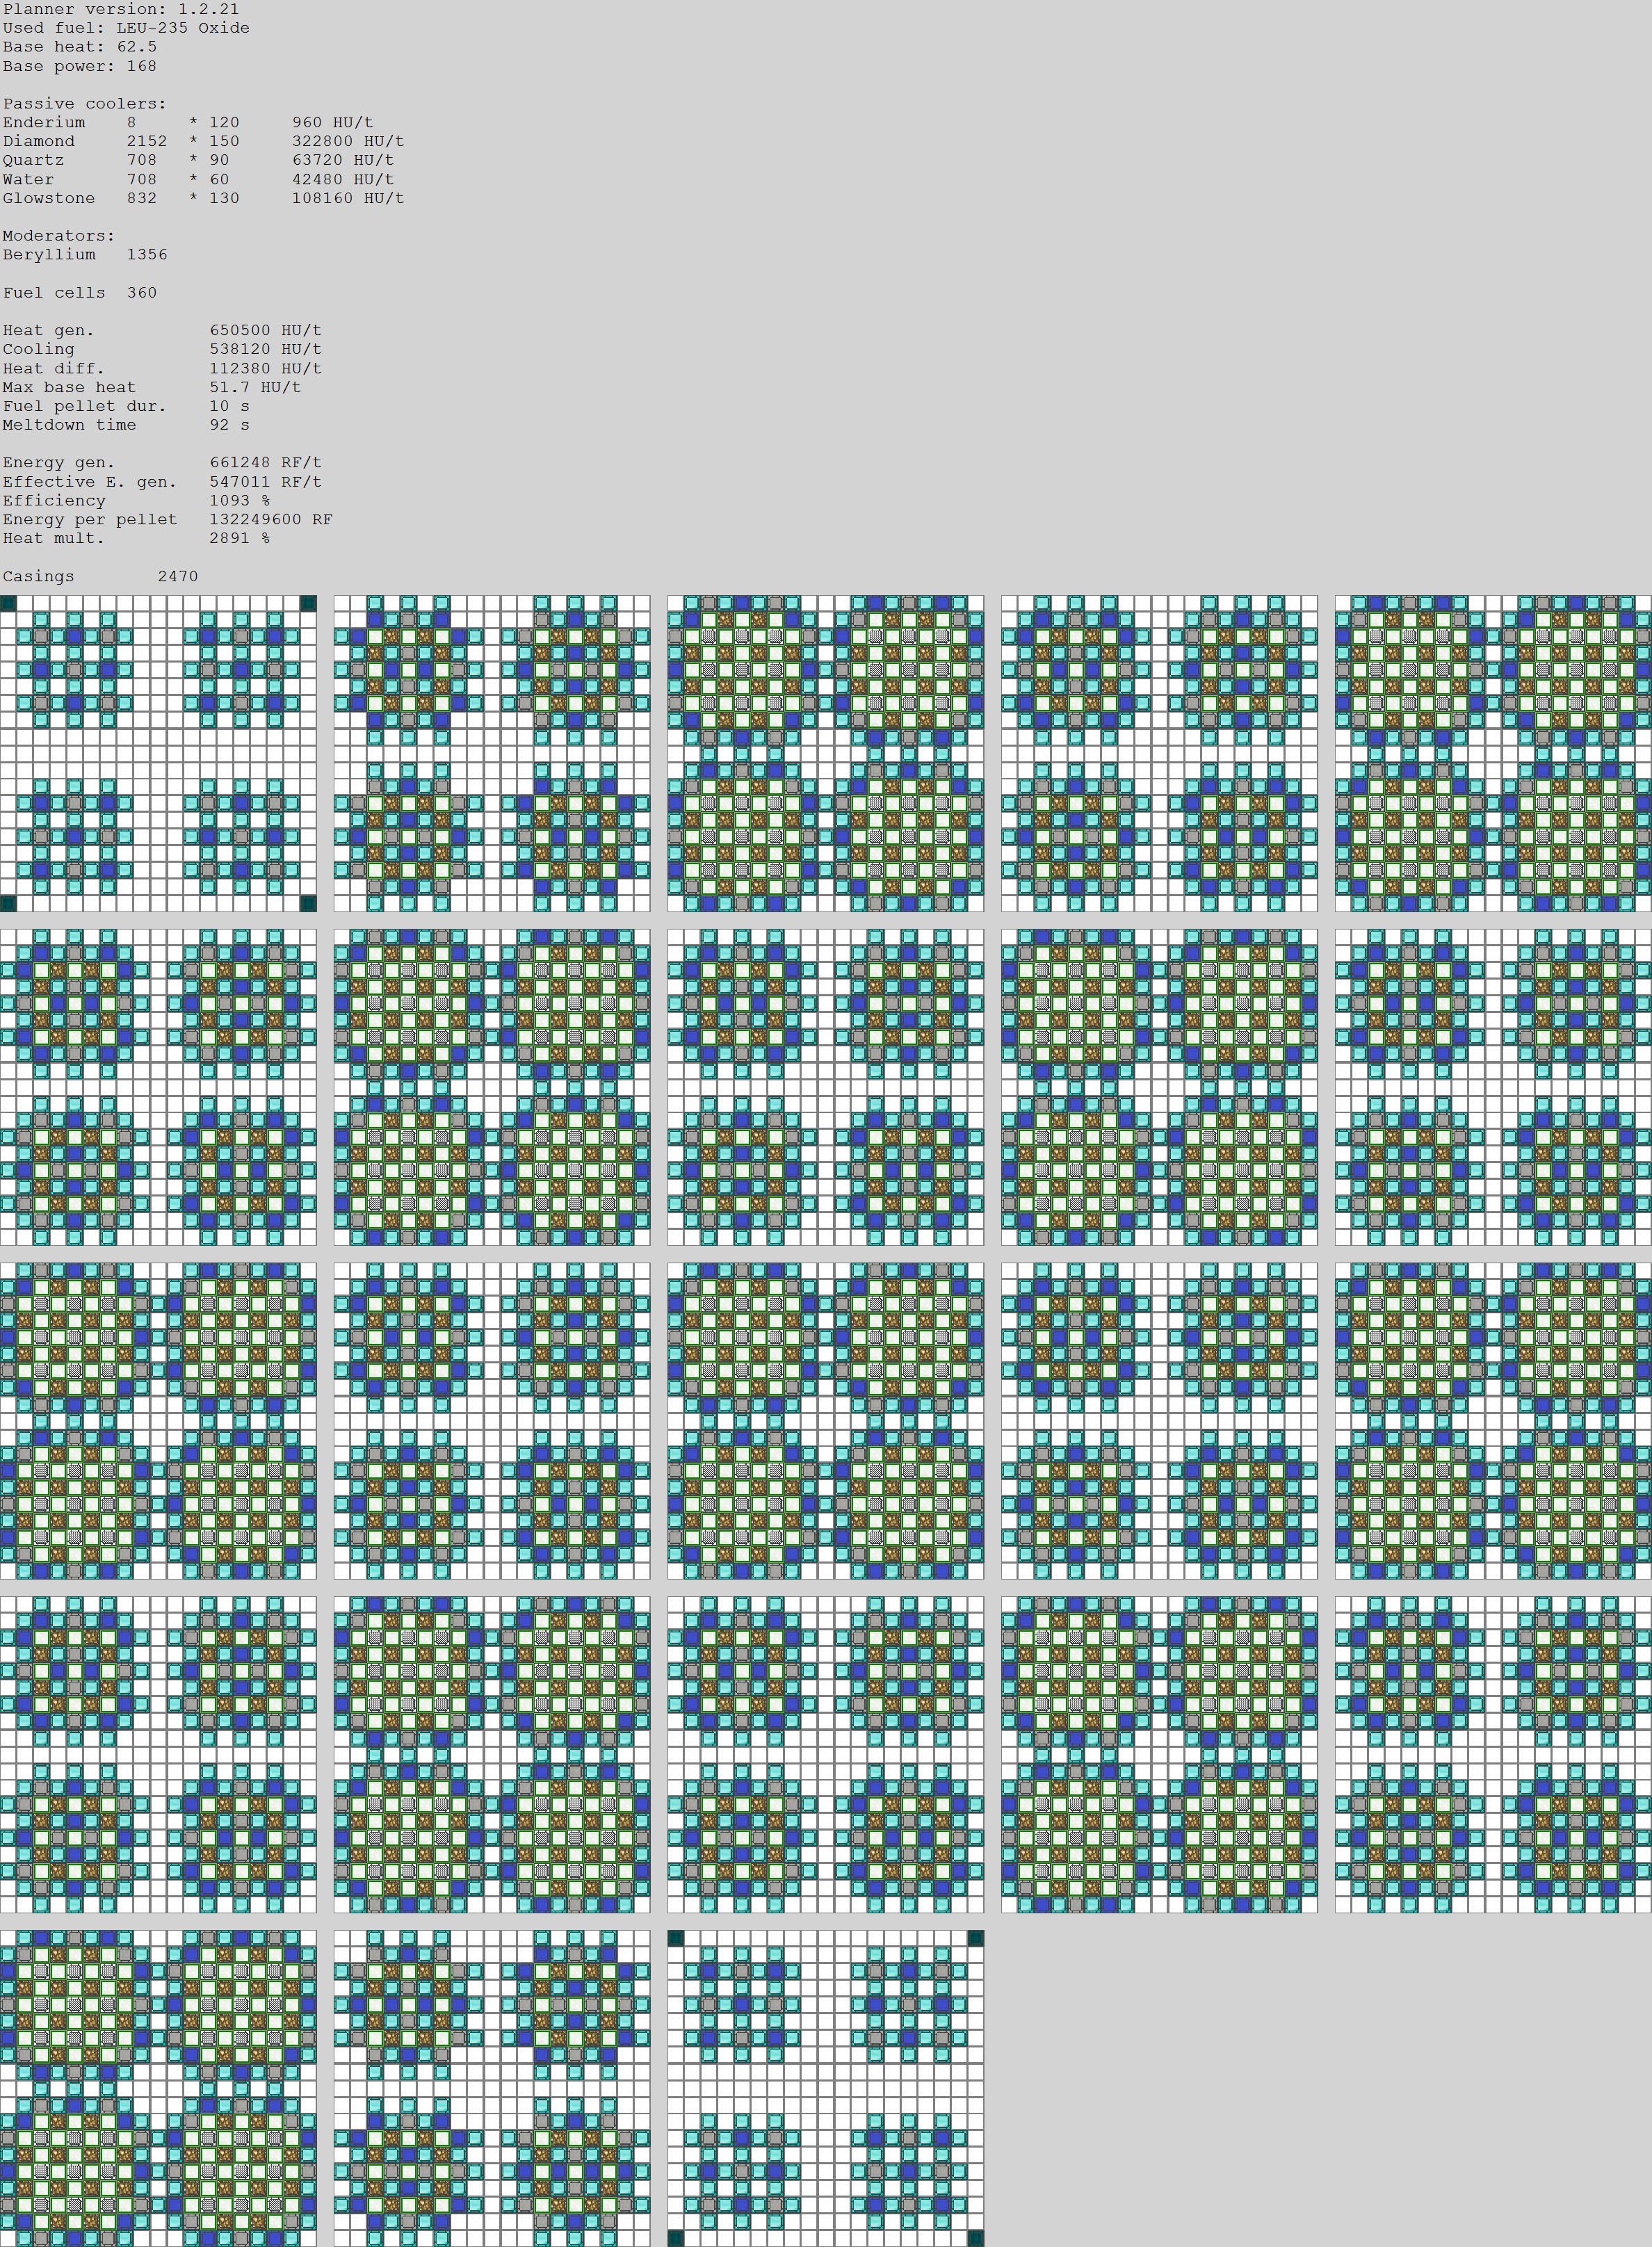 Planner version: 1.2.21
Used fuel: LEU-235 Oxide
Base heat: 62.5
Base power: 168
Passive coolers:
Enderium 8 * 120 960 HU/t
Diamond 2152 * 150 322800 HU/t
Quartz 708 * 90 63720 HU/t
Water 708 * 60 42480 HU/t
Glowstone 832 * 130 108160 HU/t
Moderators:
Beryllium 1356
Fuel cells 360
Heat gen. 650500 HU/t
Cooling 538120 HU/t
Heat diff. 112380 HU/t
Max base heat 51.7 HU/t
Fuel pellet dur. 10 s
Meltdown time 92 s
Energy gen. 661248 RF/t
Effective E. gen. 547011 RF/t
Efficiency 1093 %
Energy per pellet 132249600 RF
Heat mult. 2891 %
Casings 2470